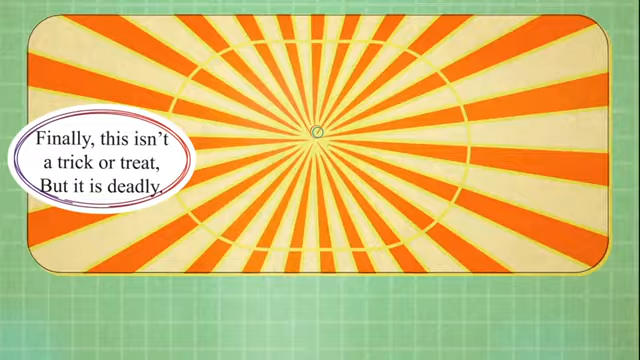 Finally, this isn't
a trick or treat,
But it is deadly.